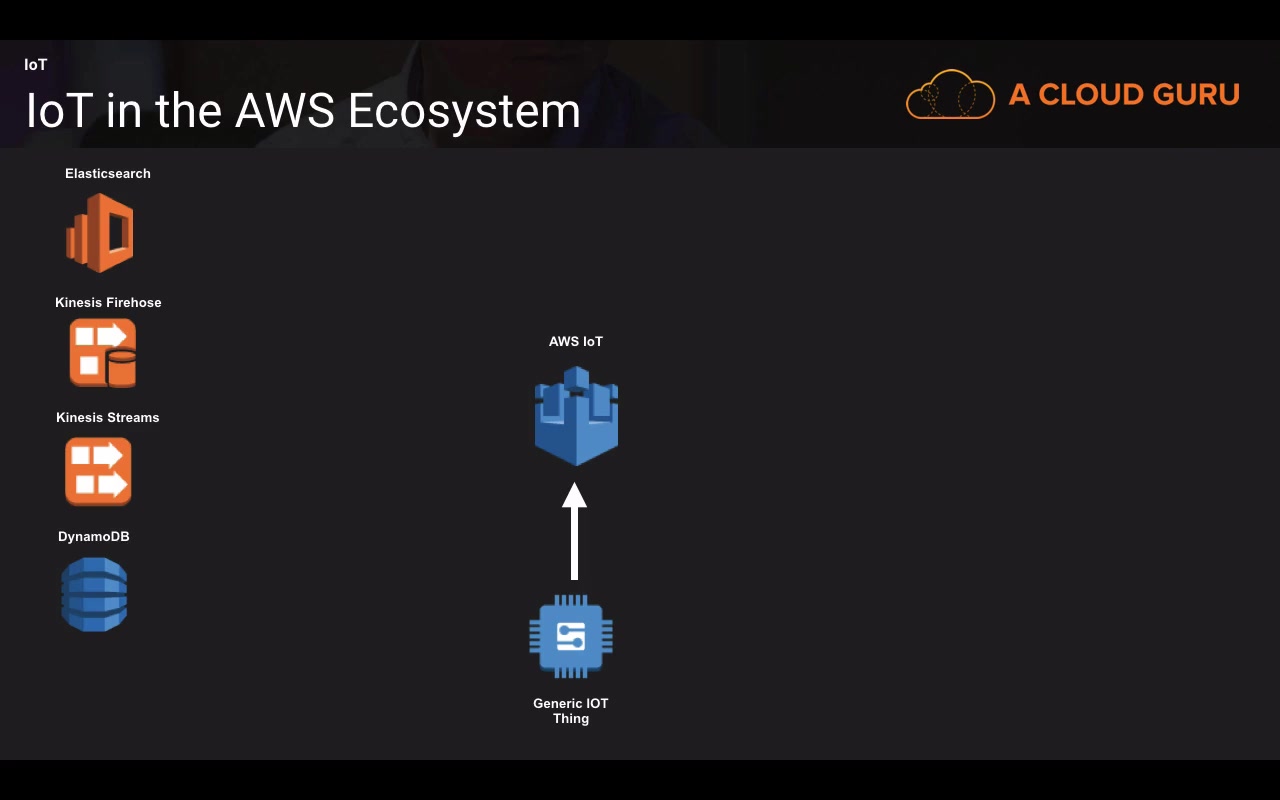 IoT
IoT in the AWS Ecosystem
A CLOUD GURU
Elasticsearch
Kinesis Firehose
Kinesis Streams
DynamoDB
AWS IoT
Generic IOT
Thing